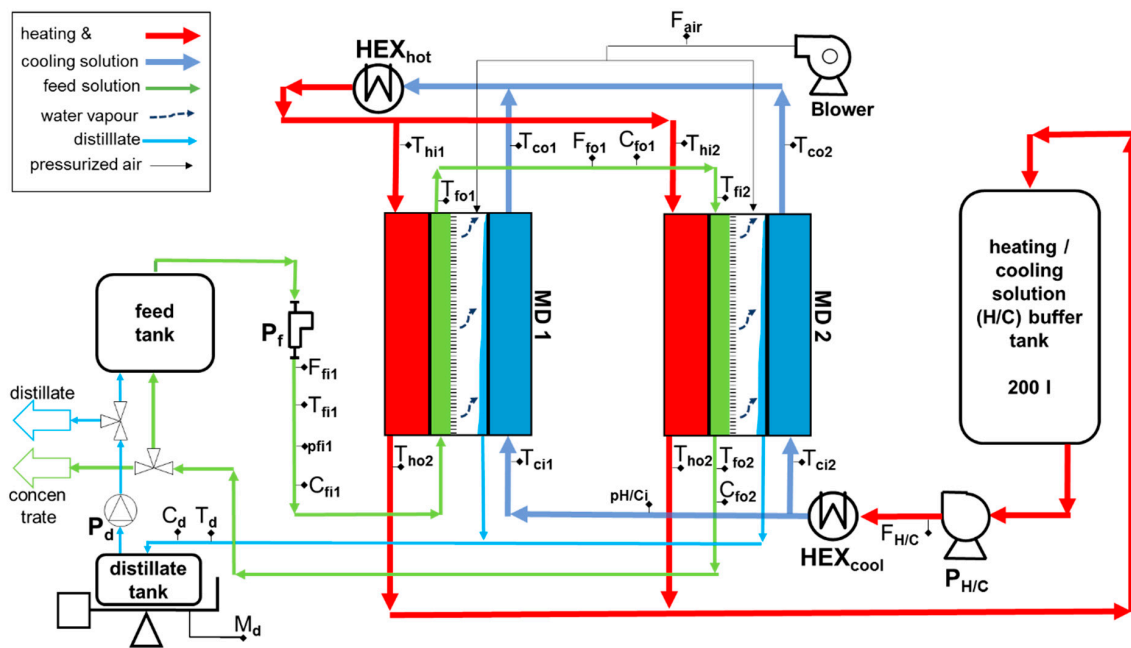 heating &
cooling solution
feed solution
water vapour
distilllate
pressurized air
HEXhot
Fair
Blower
Thi1
Tco1
Ffo1
Cfo1
Thi2
Tco2
Tfo1
Tfi2
MD 1
MD 2
heating /
cooling
solution
(H/C) buffer
tank
200 l
feed
tank
Pf
Ffi1
Tfi1
pfi1
Cfi1
distillate
concen
trate
Tho2
Tci1
Tho2
Tfo2
Cfo2
Tci2
pH/Ci
HEXcool
FH/C
PH/C
Pd
Cd
Td
distillate
tank
Md